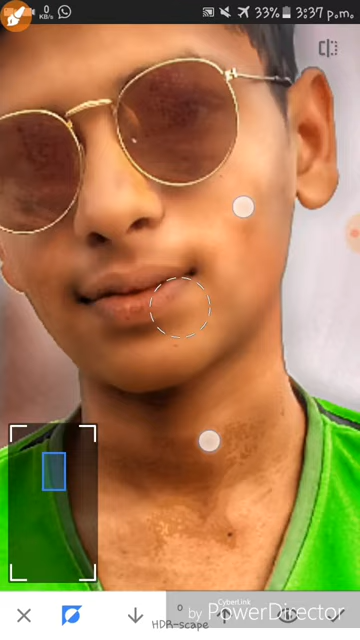 0
KB/s
33%
3:37 p.m.
0
CyberLink
by PowerDirector
HDR-scape